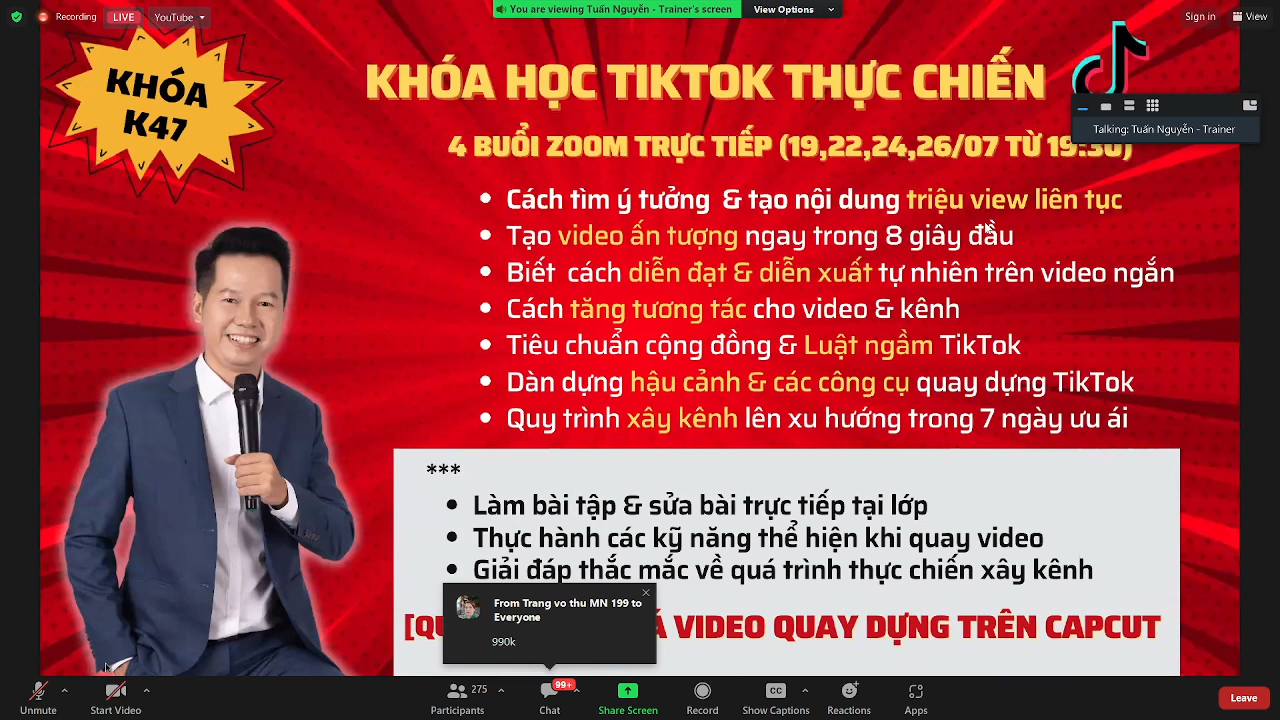 Recording
LIVE
YouTube
You are viewing Tuấn Nguyễn - Trainer's screen
View Options
Sign in
View
KHÓA
K47
KHÓA HỌC TIKTOK THỰC CHIẾN
Talking: Tuấn Nguyễn - Trainer
4 BUỔI ZOOM TRỰC TIẾP (19,22,24,26/07 TỪ 19:30)
Cách tìm ý tưởng & tạo nội dung triệu view liên tục
Tạo video ấn tượng ngay trong 8 giây đầu
Biết cách diễn đạt & diễn xuất tự nhiên trên video ngắn
Cách tăng tương tác cho video & kênh
Tiêu chuẩn cộng đồng & Luật ngầm TikTok
Dàn dựng hậu cảnh & các công cụ quay dựng TikTok
Quy trình xây kênh lên xu hướng trong 7 ngày ưu ái
***
Làm bài tập & sửa bài trực tiếp tại lớp
Thực hành các kỹ năng thể hiện khi quay video
Giải đáp thắc mắc về quá trình thực chiến xây kênh
VIDEO QUAY DỰNG TRÊN CAPCUT
From Trang vo thu MN 199 to
Everyone
990k
Unmute
Start Video
Participants
275
Chat
99+
Share Screen
Record
CC
Show Captions
Reactions
Apps
Leave